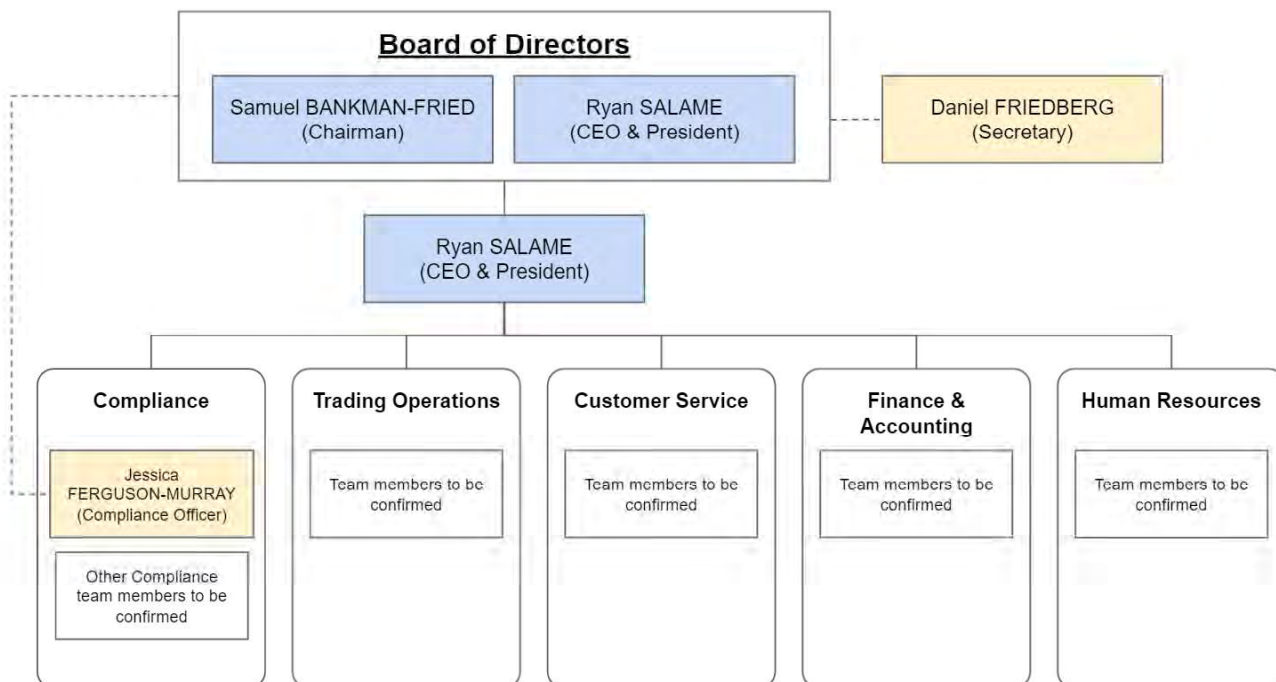 Board of Directors
Samuel BANKMAN-FRIED
(Chairman)
Ryan SALAME
(CEO & President)
Daniel FRIEDBERG
(Secretary)
Ryan SALAME
(CEO & President)
Compliance
Jessica
FERGUSON-MURRAY
(Compliance Officer)
Other Compliance
team members to be
confirmed
Trading Operations
Team members to be
confirmed
Customer Service
Team members to be
confirmed
Finance &
Accounting
Team members to be
confirmed
Human Resources
Team members to be
confirmed